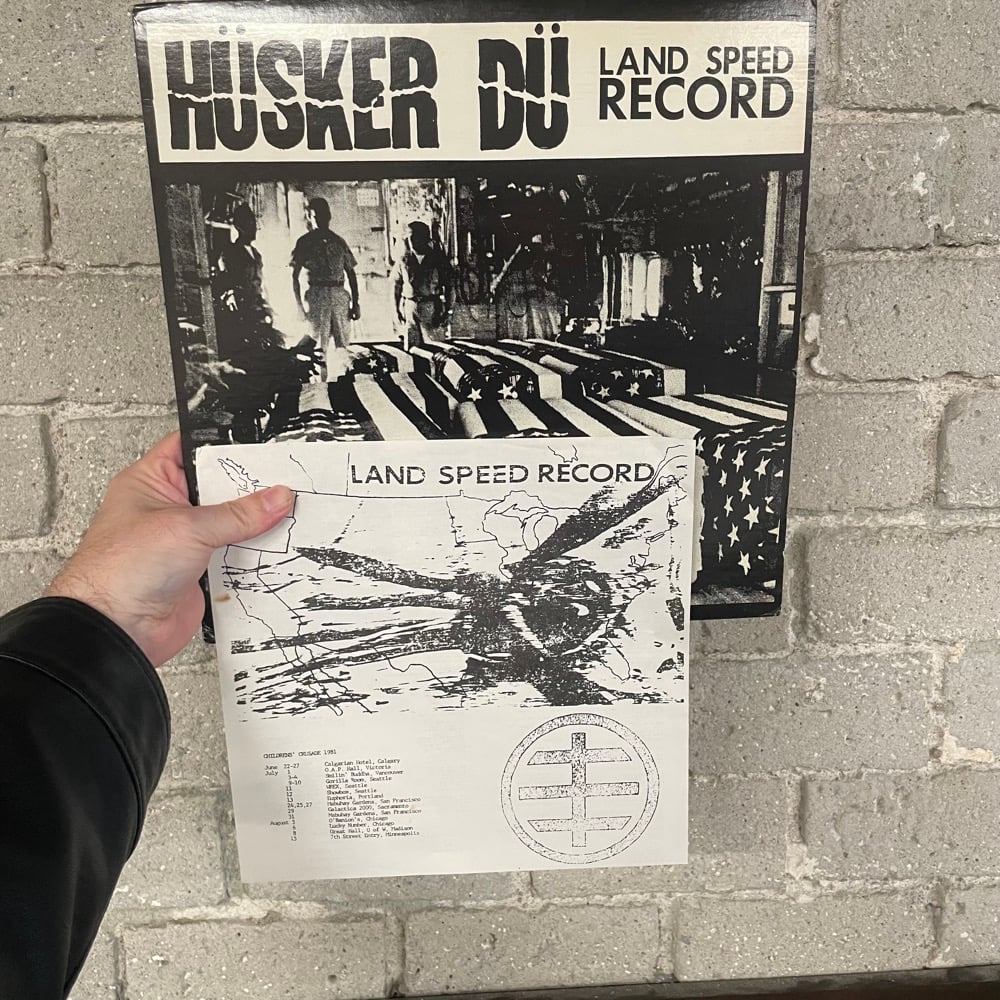 HÜSKER DÜ
LAND SPEED
RECORD
LAND SPEED RECORD
CHILDRENS' CRUSADE 1981
June 22-27 Calgarian Hotel, Calgary
July 1 O.A.P. Hall, Victoria
3-4 Smilin' Buddha, Vancouver
9-10 Gorilla Room, Seattle
11 WREX, Seattle
12 Showbox, Seattle
13 Euphoria, Portland
24,25,27 Mabuhay Gardens, San Francisco
29 Galactica 2000, Sacramento
31 Mabuhay Gardens, San Francisco
August 3 O'Banion's, Chicago
6 Lucky Number, Chicago
8 Great Hall, U of W, Madison
15 7th Street Entry, Minneapolis